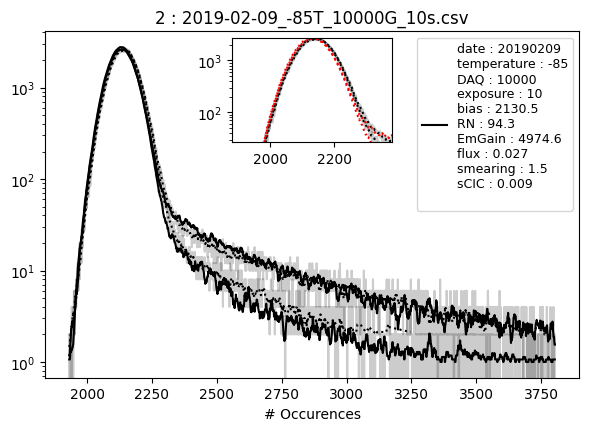 2 : 2019-02-09_-85T_10000G_10s.csv
date : 20190209
temperature : -85
DAQ : 10000
exposure : 10
bias : 2130.5
RN : 94.3
EmGain : 4974.6
flux : 0.027
smearing : 1.5
sCIC : 0.009
10³
10²
2000 2200
10³
10²
10¹
10⁰
2000 2250 2500 2750 3000 3250 3500 3750
# Occurences